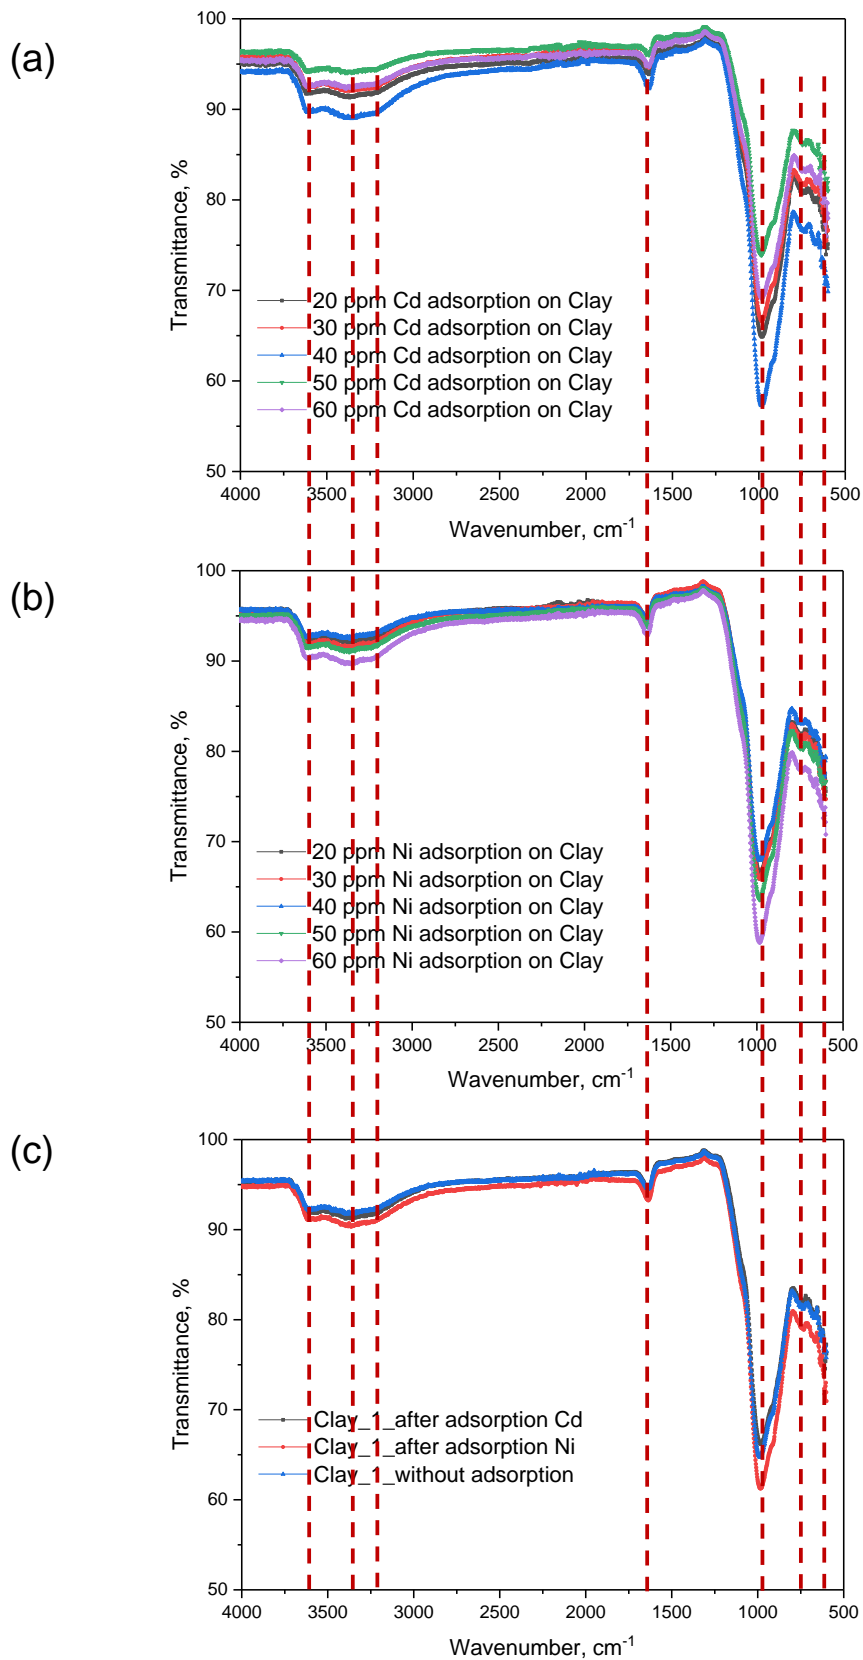 (a)
Transmittance, %
100
90
80
70
60
50
20 ppm Cd adsorption on Clay
30 ppm Cd adsorption on Clay
40 ppm Cd adsorption on Clay
50 ppm Cd adsorption on Clay
60 ppm Cd adsorption on Clay
4000 3500 3000 2500 2000 1500 1000 500
Wavenumber, cm⁻¹
(b)
Transmittance, %
100
90
80
70
60
50
20 ppm Ni adsorption on Clay
30 ppm Ni adsorption on Clay
40 ppm Ni adsorption on Clay
50 ppm Ni adsorption on Clay
60 ppm Ni adsorption on Clay
4000 3500 3000 2500 2000 1500 1000 500
Wavenumber, cm⁻¹
(c)
Transmittance, %
100
90
80
70
60
50
Clay_1_after adsorption Cd
Clay_1_after adsorption Ni
Clay_1_without adsorption
4000 3500 3000 2500 2000 1500 1000 500
Wavenumber, cm⁻¹